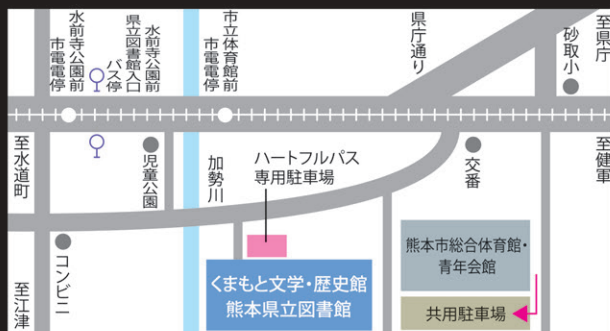 水前寺公園前
市電電停
水前寺公園前
県立図書館入口
バス停
市立体育館前
市電電停
県庁通り
至県庁
砂取小
至水道町
児童公園
加勢川
ハートフルパス
専用駐車場
交番
至健軍
コンビニ
至江津
くまもと文学・歴史館
熊本県立図書館
熊本市総合体育館・
青年会館
共用駐車場